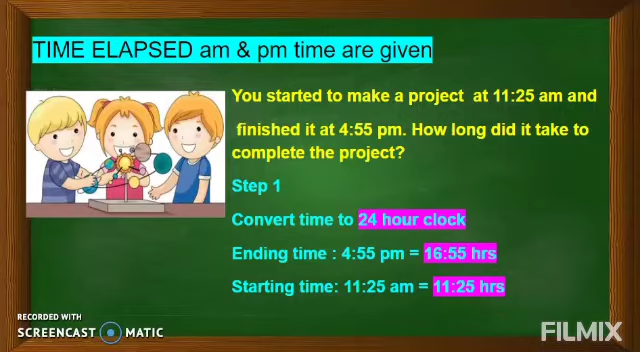 TIME ELAPSED am & pm time are given
You started to make a project at 11:25 am and
finished it at 4:55 pm. How long did it take to
complete the project?
Step 1
Convert time to 24 hour clock
Ending time : 4:55 pm = 16:55 hrs
Starting time: 11:25 am = 11:25 hrs
RECORDED WITH
SCREENCAST MATIC
FILMIX